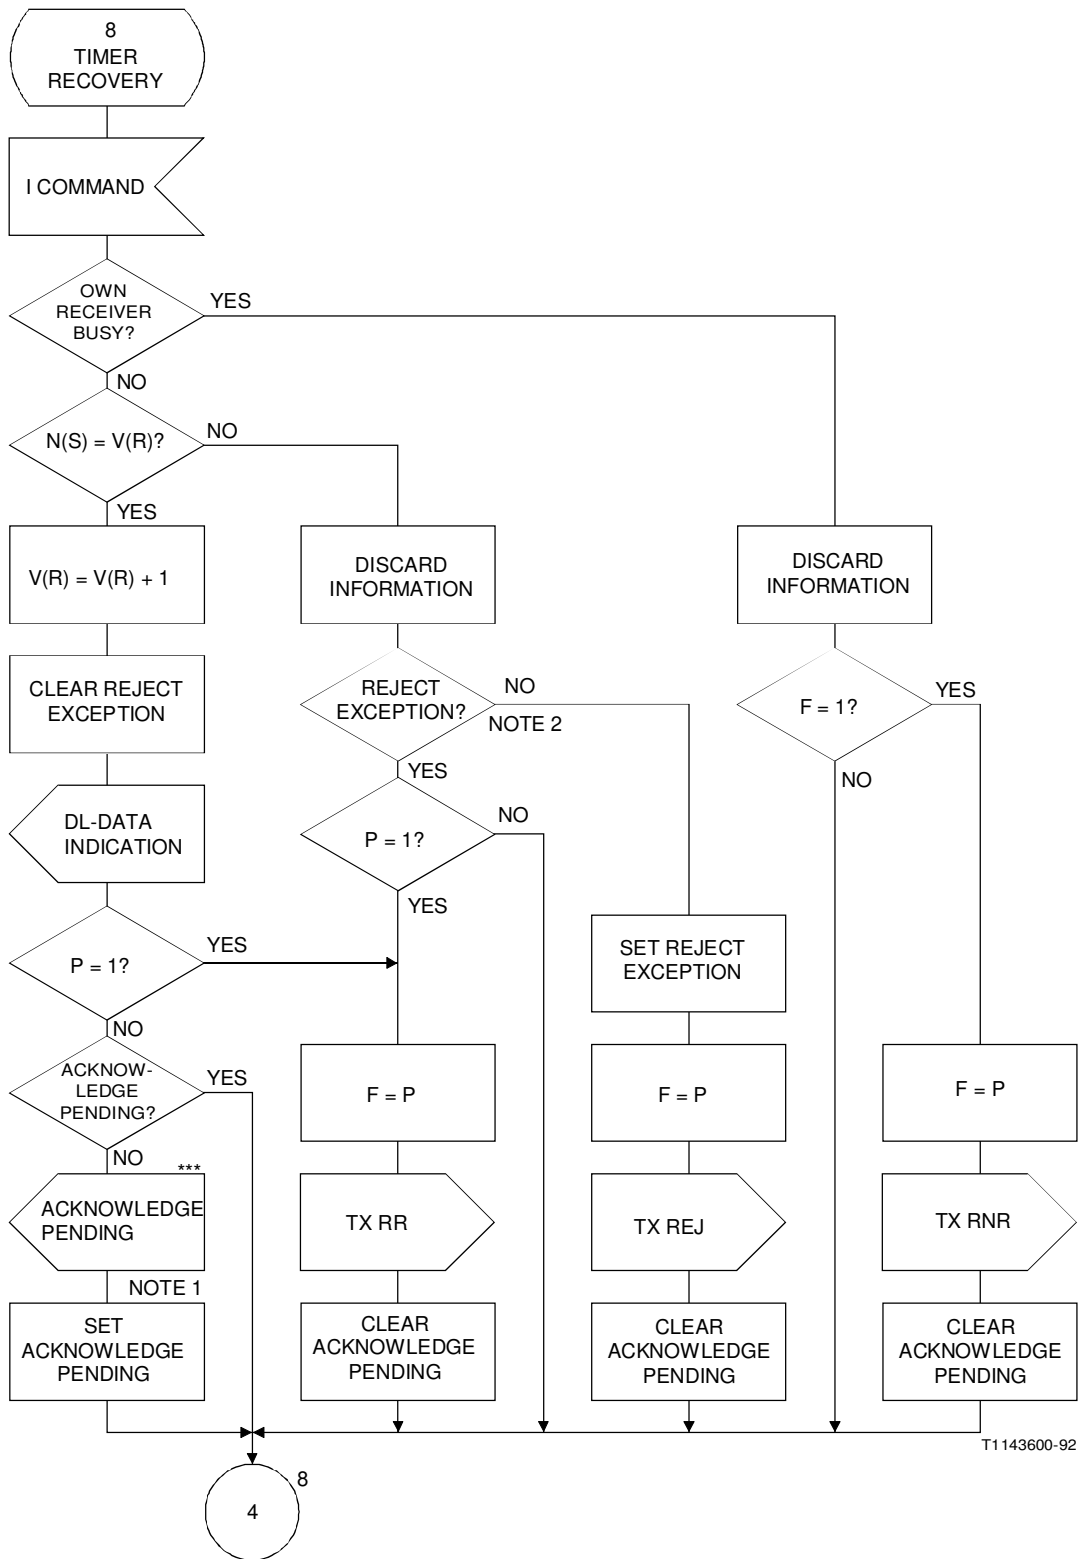 8
TIMER
RECOVERY
I COMMAND
OWN
RECEIVER
BUSY?
YES
NO
N(S) = V(R)?
NO
YES
V(R) = V(R) + 1
DISCARD
INFORMATION
DISCARD
INFORMATION
CLEAR REJECT
EXCEPTION
REJECT
EXCEPTION?
NO
NOTE 2
YES
F = 1?
YES
NO
DL-DATA
INDICATION
P = 1?
NO
YES
P = 1?
YES
NO
SET REJECT
EXCEPTION
ACKNOW-
LEDGE
PENDING?
YES
NO
F = P
F = P
F = P
***
ACKNOWLEDGE
PENDING
TX RR
TX REJ
TX RNR
NOTE 1
SET
ACKNOWLEDGE
PENDING
CLEAR
ACKNOWLEDGE
PENDING
CLEAR
ACKNOWLEDGE
PENDING
CLEAR
ACKNOWLEDGE
PENDING
T1143600-92
8
4